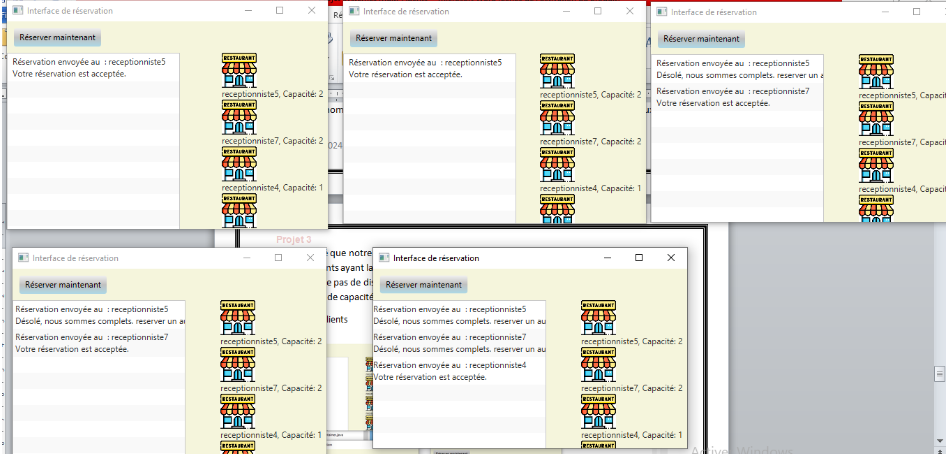 Interface de réservation
Réserver maintenant
Réservation envoyée au : receptionniste5
Votre réservation est acceptée.
RESTAURANT
receptionniste5, Capacité: 2
RESTAURANT
receptionniste7, Capacité: 2
RESTAURANT
receptionniste4, Capacité: 1
RESTAURANT
Interface de réservation
Réserver maintenant
Réservation envoyée au : receptionniste5
Votre réservation est acceptée.
RESTAURANT
receptionniste5, Capacité: 2
RESTAURANT
receptionniste7, Capacité: 2
RESTAURANT
receptionniste4, Capacité: 1
RESTAURANT
Interface de réservation
Réserver maintenant
Réservation envoyée au : receptionniste5
Désolé, nous sommes complets. reserver un a
Réservation envoyée au : receptionniste7
Votre réservation est acceptée.
RESTAURANT
receptionniste5, Capac
RESTAURANT
receptionniste7, Capac
RESTAURANT
receptionniste4, Capac
RESTAURANT
Projet 3
que notre
nts ayant la
e pas de di
de capacité
lients
Interface de réservation
Réserver maintenant
Réservation envoyée au : receptionniste5
Désolé, nous sommes complets. reserver un au
Réservation envoyée au : receptionniste7
Votre réservation est acceptée.
RESTAURANT
receptionniste5, Capacité: 2
RESTAURANT
receptionniste7, Capacité: 2
RESTAURANT
receptionniste4, Capacité: 1
RESTAURANT
Interface de réservation
Réserver maintenant
Réservation envoyée au : receptionniste5
Désolé, nous sommes complets. reserver un au
Réservation envoyée au : receptionniste7
Désolé, nous sommes complets. reserver un au
Réservation envoyée au : receptionniste4
Votre réservation est acceptée.
RESTAURANT
receptionniste5, Capacité: 2
RESTAURANT
receptionniste7, Capacité: 2
RESTAURANT
receptionniste4, Capacité: 1
RESTAURANT